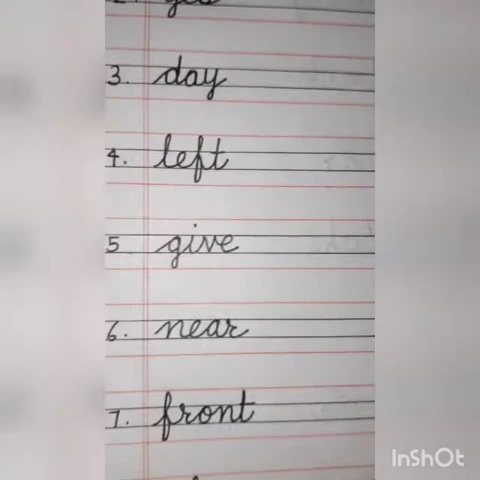 3. day
4. left
5 give
6. near
7. front
InShOt